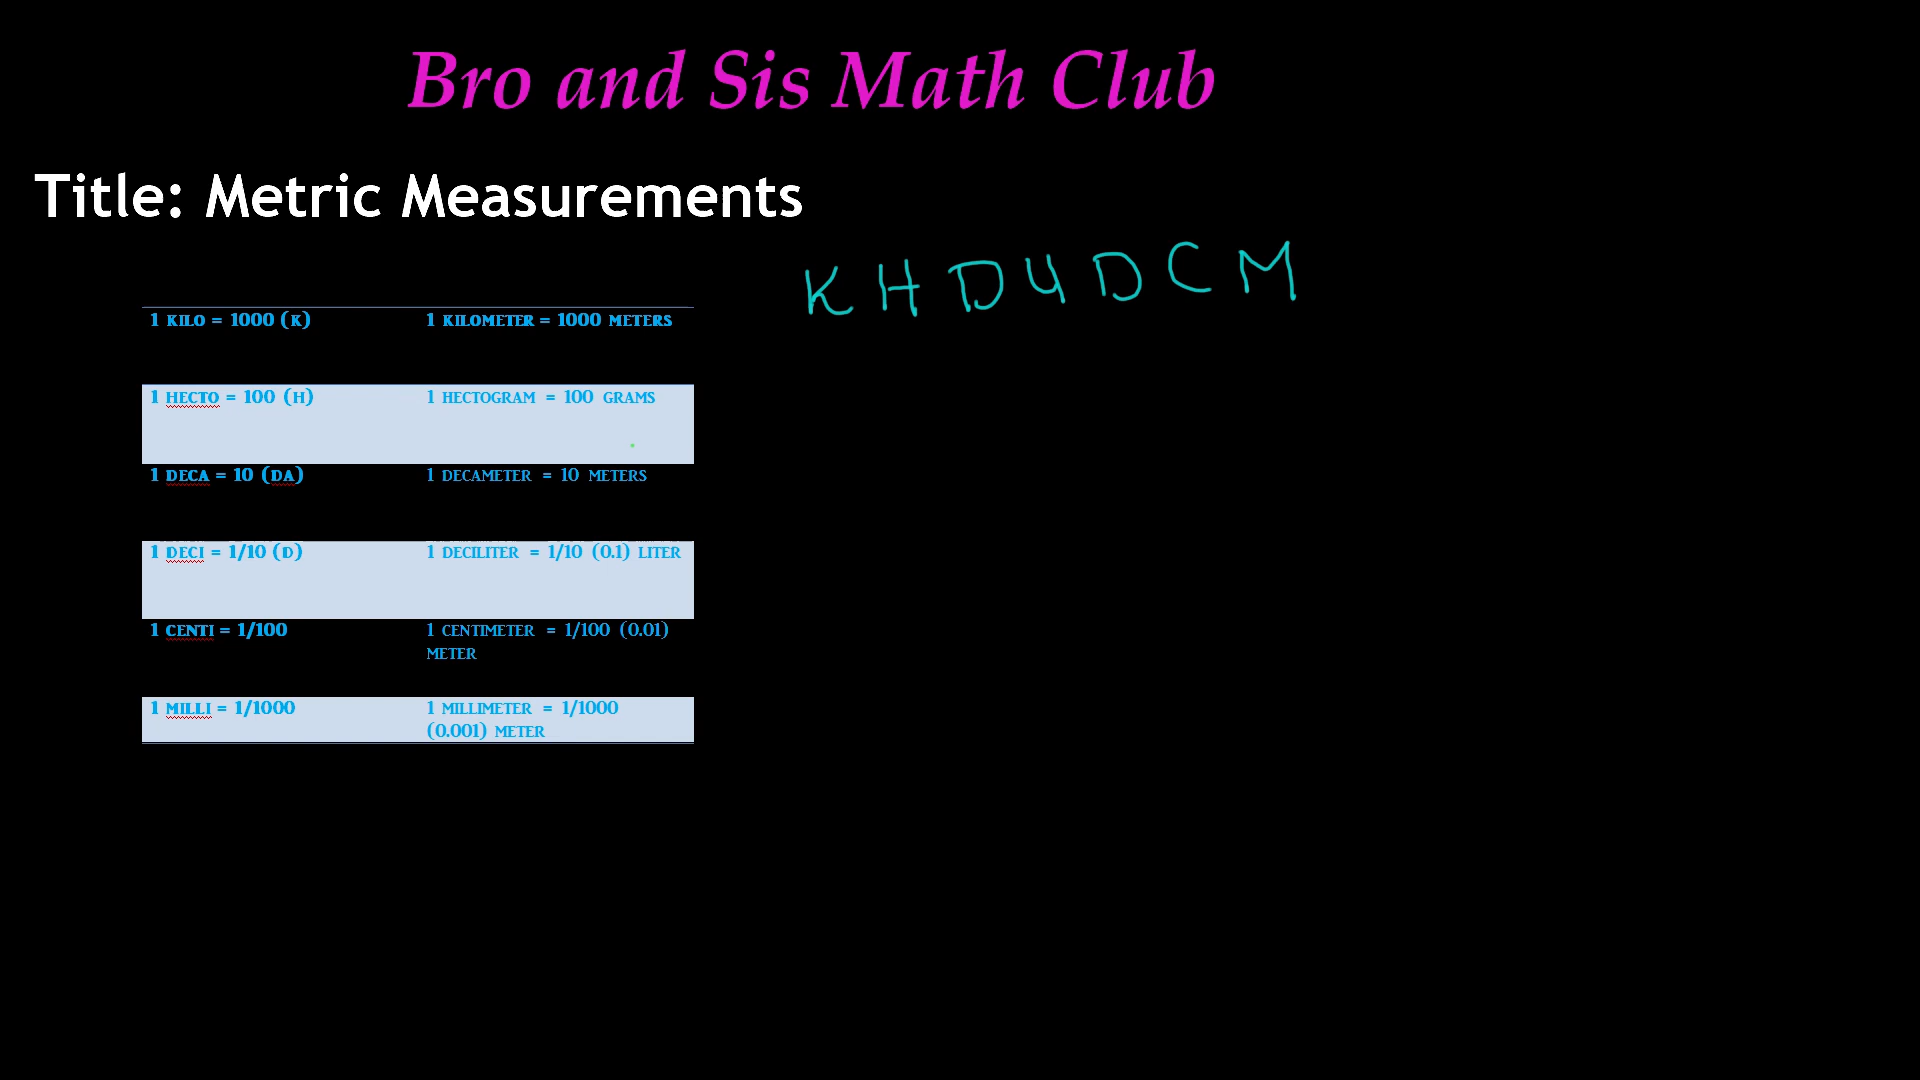 Bro and Sis Math Club
Title: Metric Measurements
K H D U D C M
1 KILO = 1000 (K) 1 KILOMETER = 1000 METERS
1 HECTO = 100 (H) 1 HECTOGRAM = 100 GRAMS
1 DECA = 10 (DA) 1 DECAMETER = 10 METERS
1 DECI = 1/10 (D) 1 DECILITER = 1/10 (0.1) LITER
1 CENTI = 1/100 1 CENTIMETER = 1/100 (0.01)
METER
1 MILLI = 1/1000 1 MILLIMETER = 1/1000
(0.001) METER